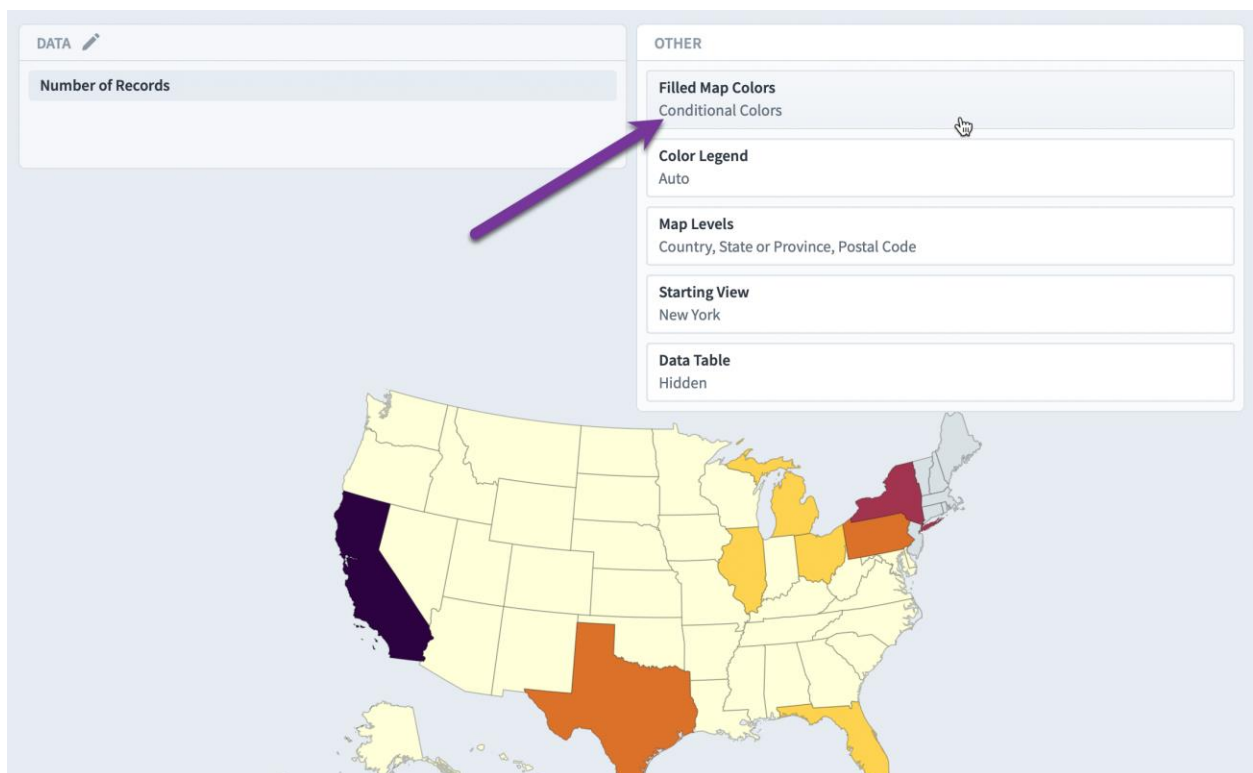 DATA
Number of Records
OTHER
Filled Map Colors
Conditional Colors
Color Legend
Auto
Map Levels
Country, State or Province, Postal Code
Starting View
New York
Data Table
Hidden